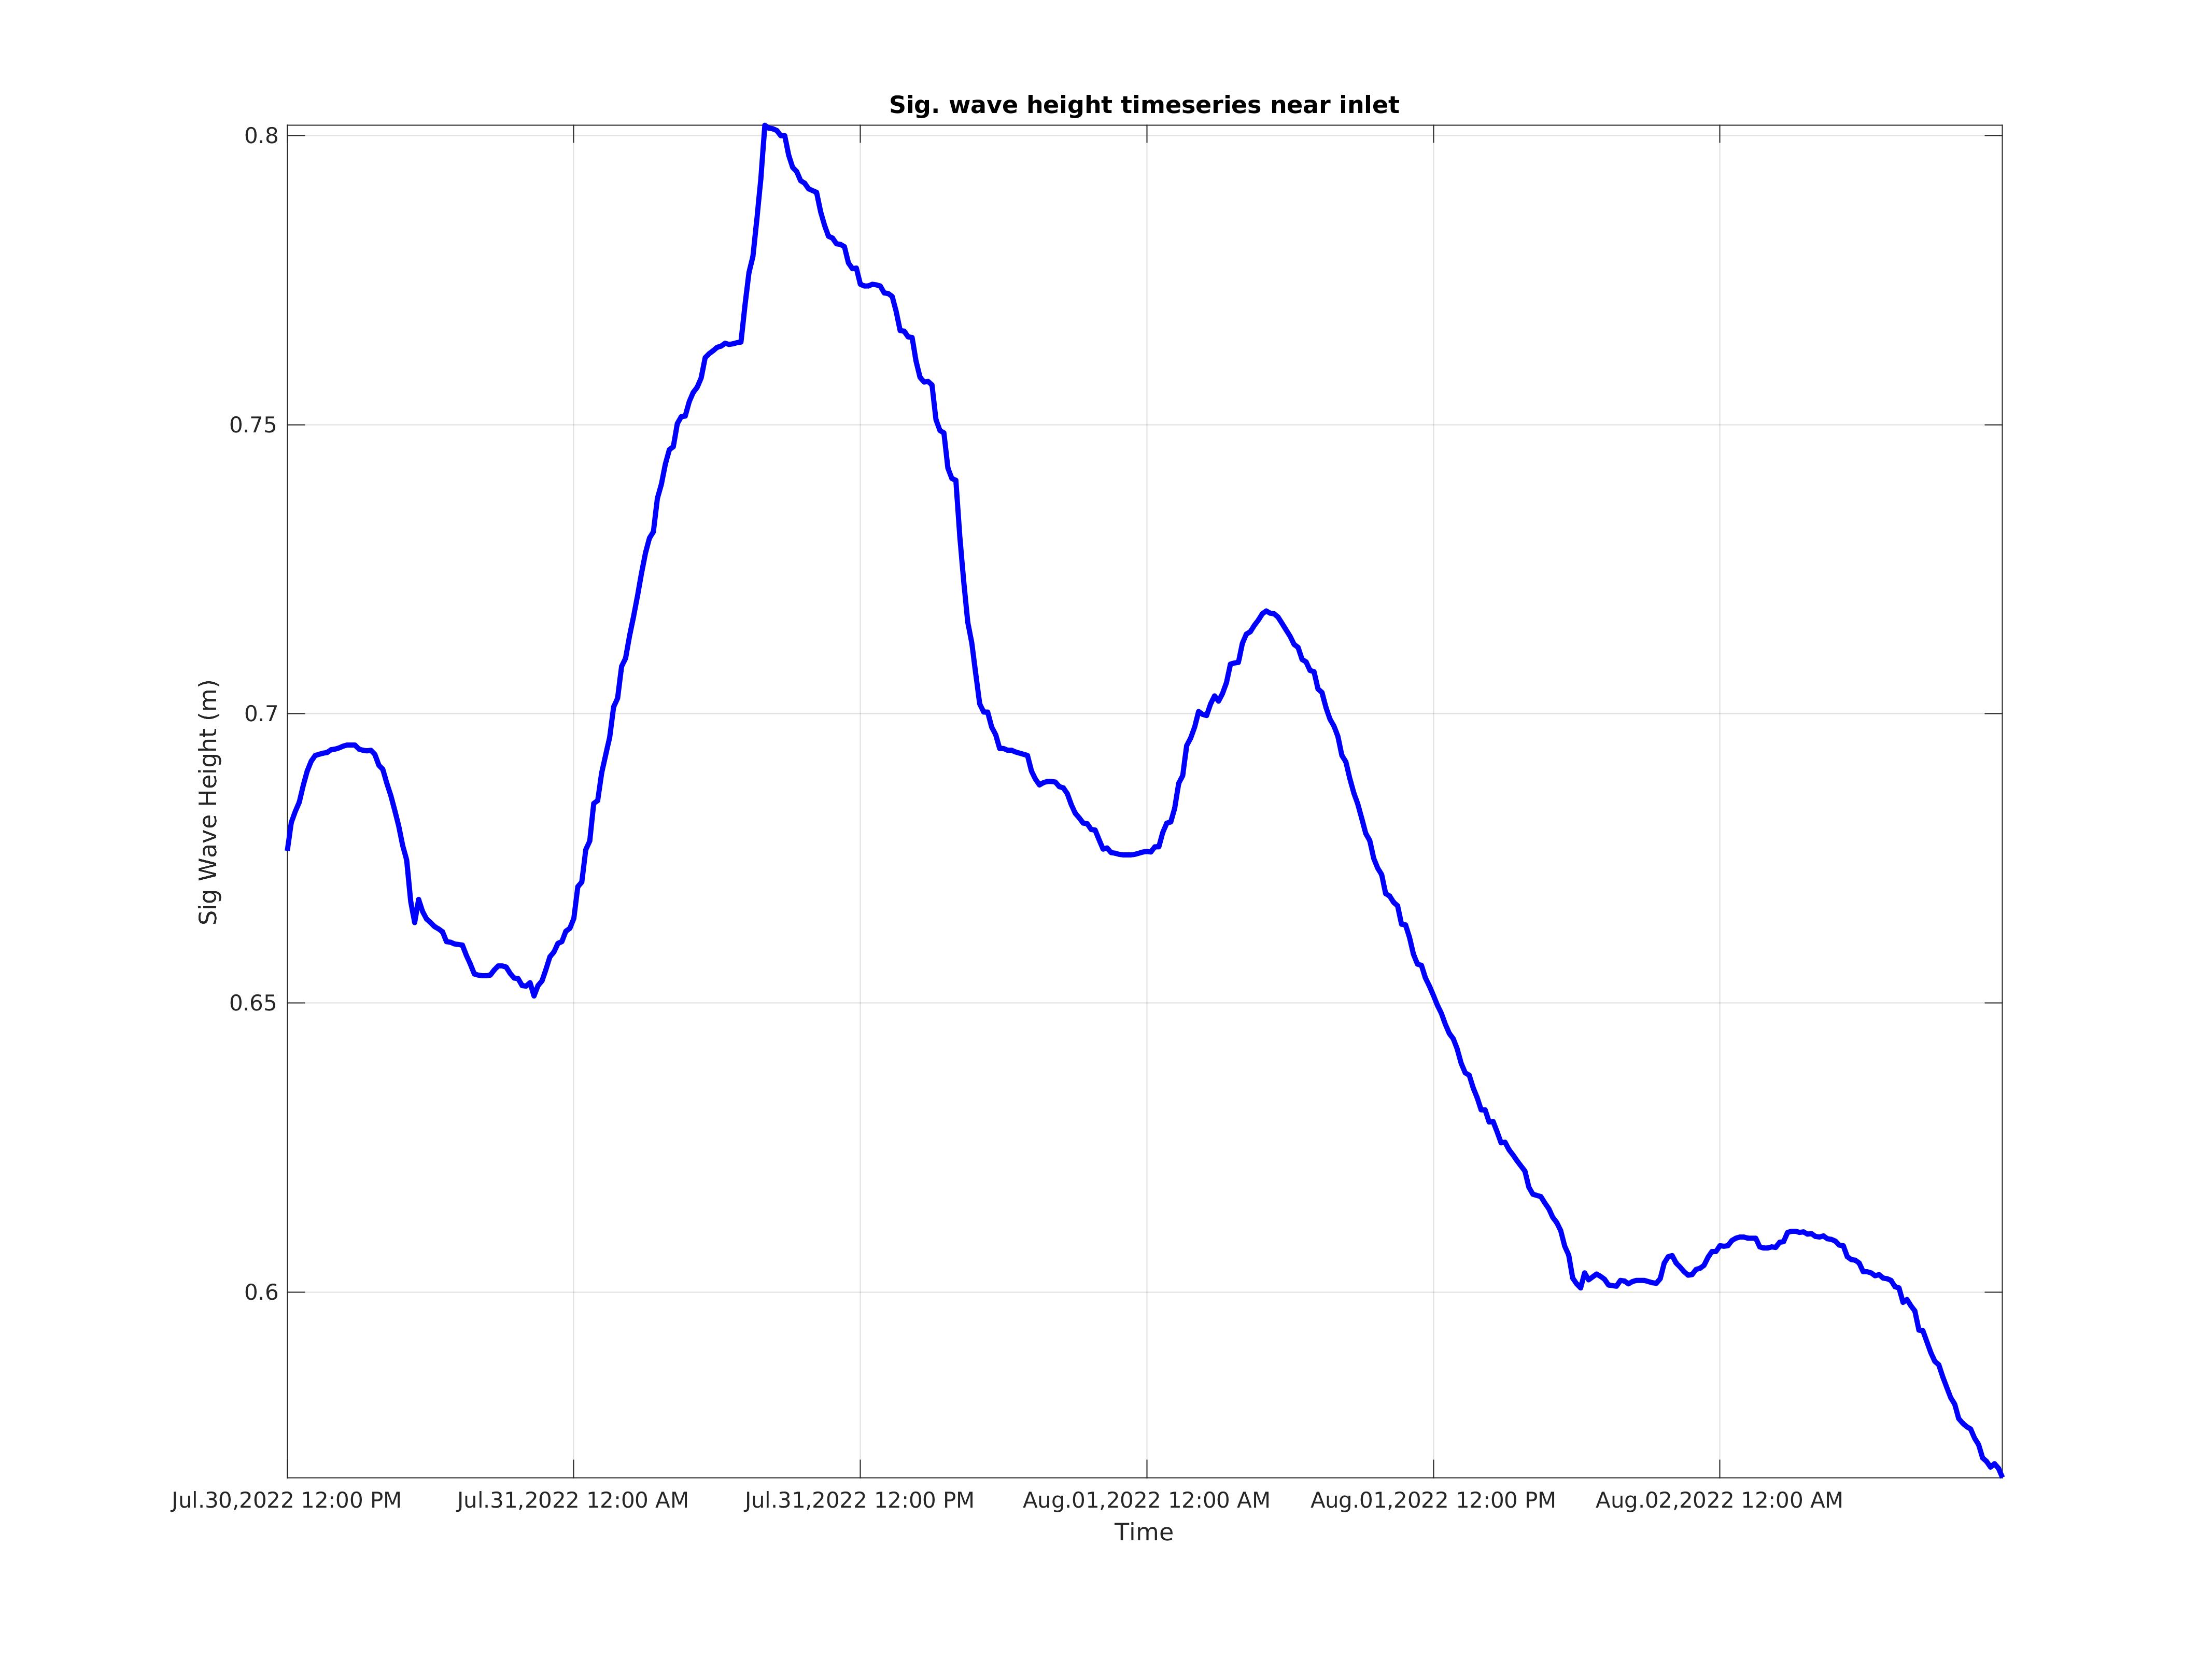 Sig. wave height timeseries near inlet
0.8
0.75
0.7
0.65
0.6
Sig Wave Height (m)
Jul.30,2022 12:00 PM
Jul.31,2022 12:00 AM
Jul.31,2022 12:00 PM
Aug.01,2022 12:00 AM
Aug.01,2022 12:00 PM
Aug.02,2022 12:00 AM
Time